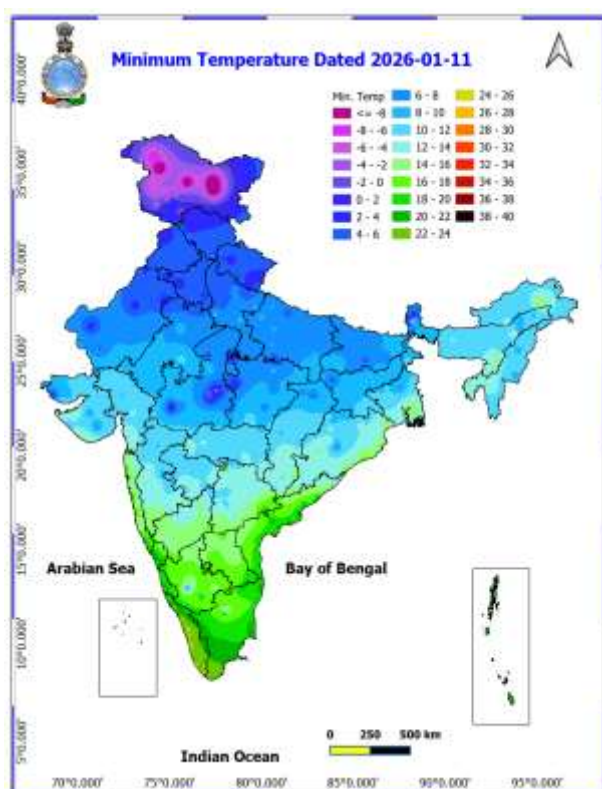 Minimum Temperature Dated 2026-01-11
Min. Temp
<= -8
-8 - -6
-6 - -4
-4 - -2
-2 - 0
0 - 2
2 - 4
4 - 6
6 - 8
8 - 10
10 - 12
12 - 14
14 - 16
16 - 18
18 - 20
20 - 22
22 - 24
24 - 26
26 - 28
28 - 30
30 - 32
32 - 34
34 - 36
36 - 38
38 - 40
40°0.000'
35°0.000'
30°0.000'
25°0.000'
20°0.000'
15°0.000'
10°0.000'
5°0.000'
Arabian Sea
Bay of Bengal
Indian Ocean
0 250 500 km
70°0.000' 75°0.000' 80°0.000' 85°0.000' 90°0.000' 95°0.000'